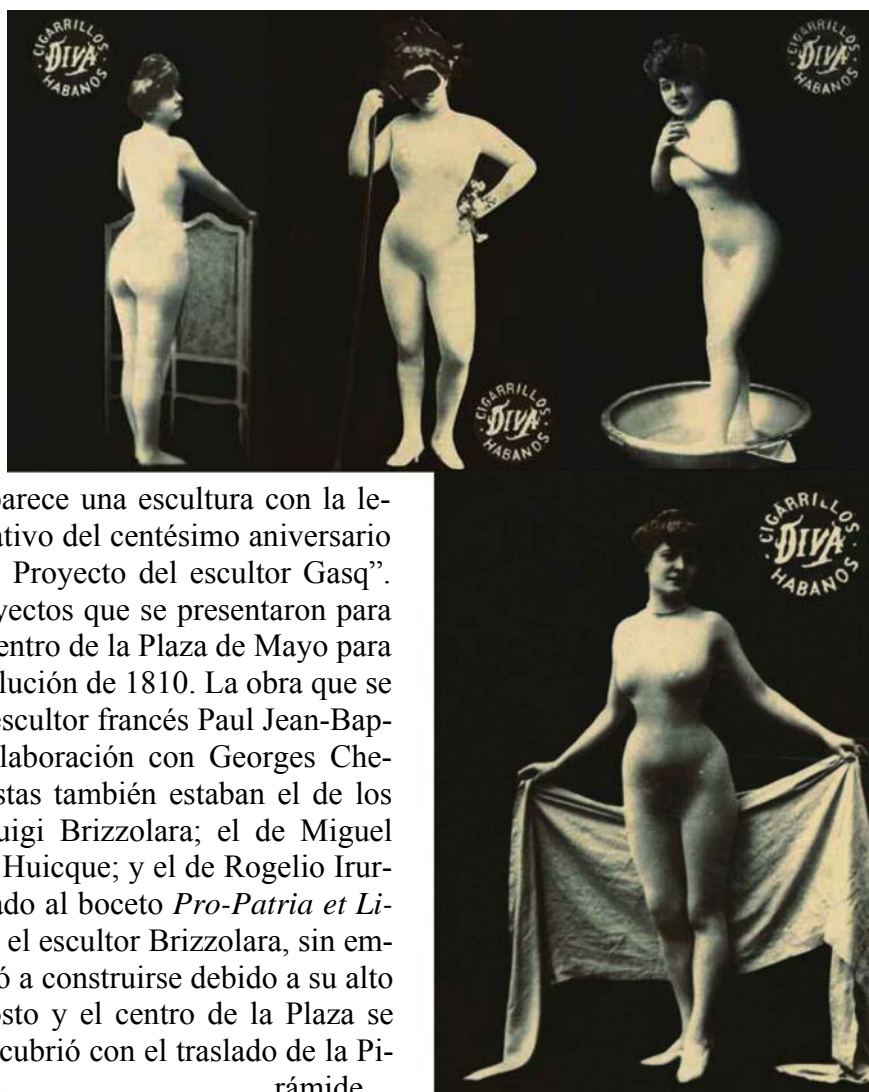 CIGARRILLOS
DIVA
HABANOS
CIGARRILLOS
DIVA
HABANOS
CIGARRILLOS
DIVA
HABANOS
parece una escultura con la le-
ativo del centésimo aniversario
Proyecto del escultor Gasq”.
yectos que se presentaron para
entro de la Plaza de Mayo para
lución de 1810. La obra que se
escultor francés Paul Jean-Bap-
laboración con Georges Che-
stas también estaban el de los
uigi Brizzolara; el de Miguel
Huicque; y el de Rogelio Irur-
ado al boceto Pro-Patria et Li-
el escultor Brizzolara, sin em-
ó a construirse debido a su alto
osto y el centro de la Plaza se
cubrió con el traslado de la Pi-
rámide
CIGARRILLOS
DIVA
HABANOS